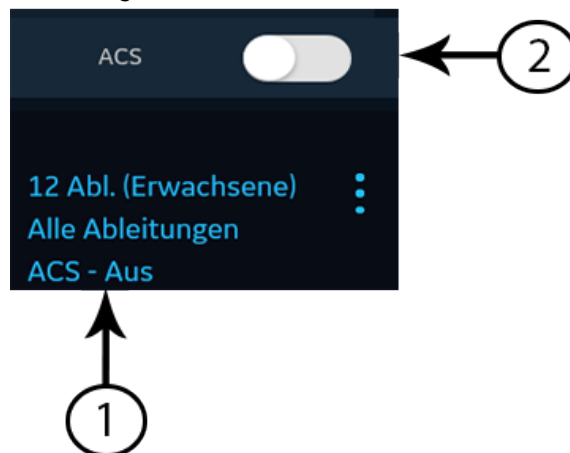 ACS
2
12 Abl. (Erwachsene)
Alle Ableitungen
ACS - Aus
1